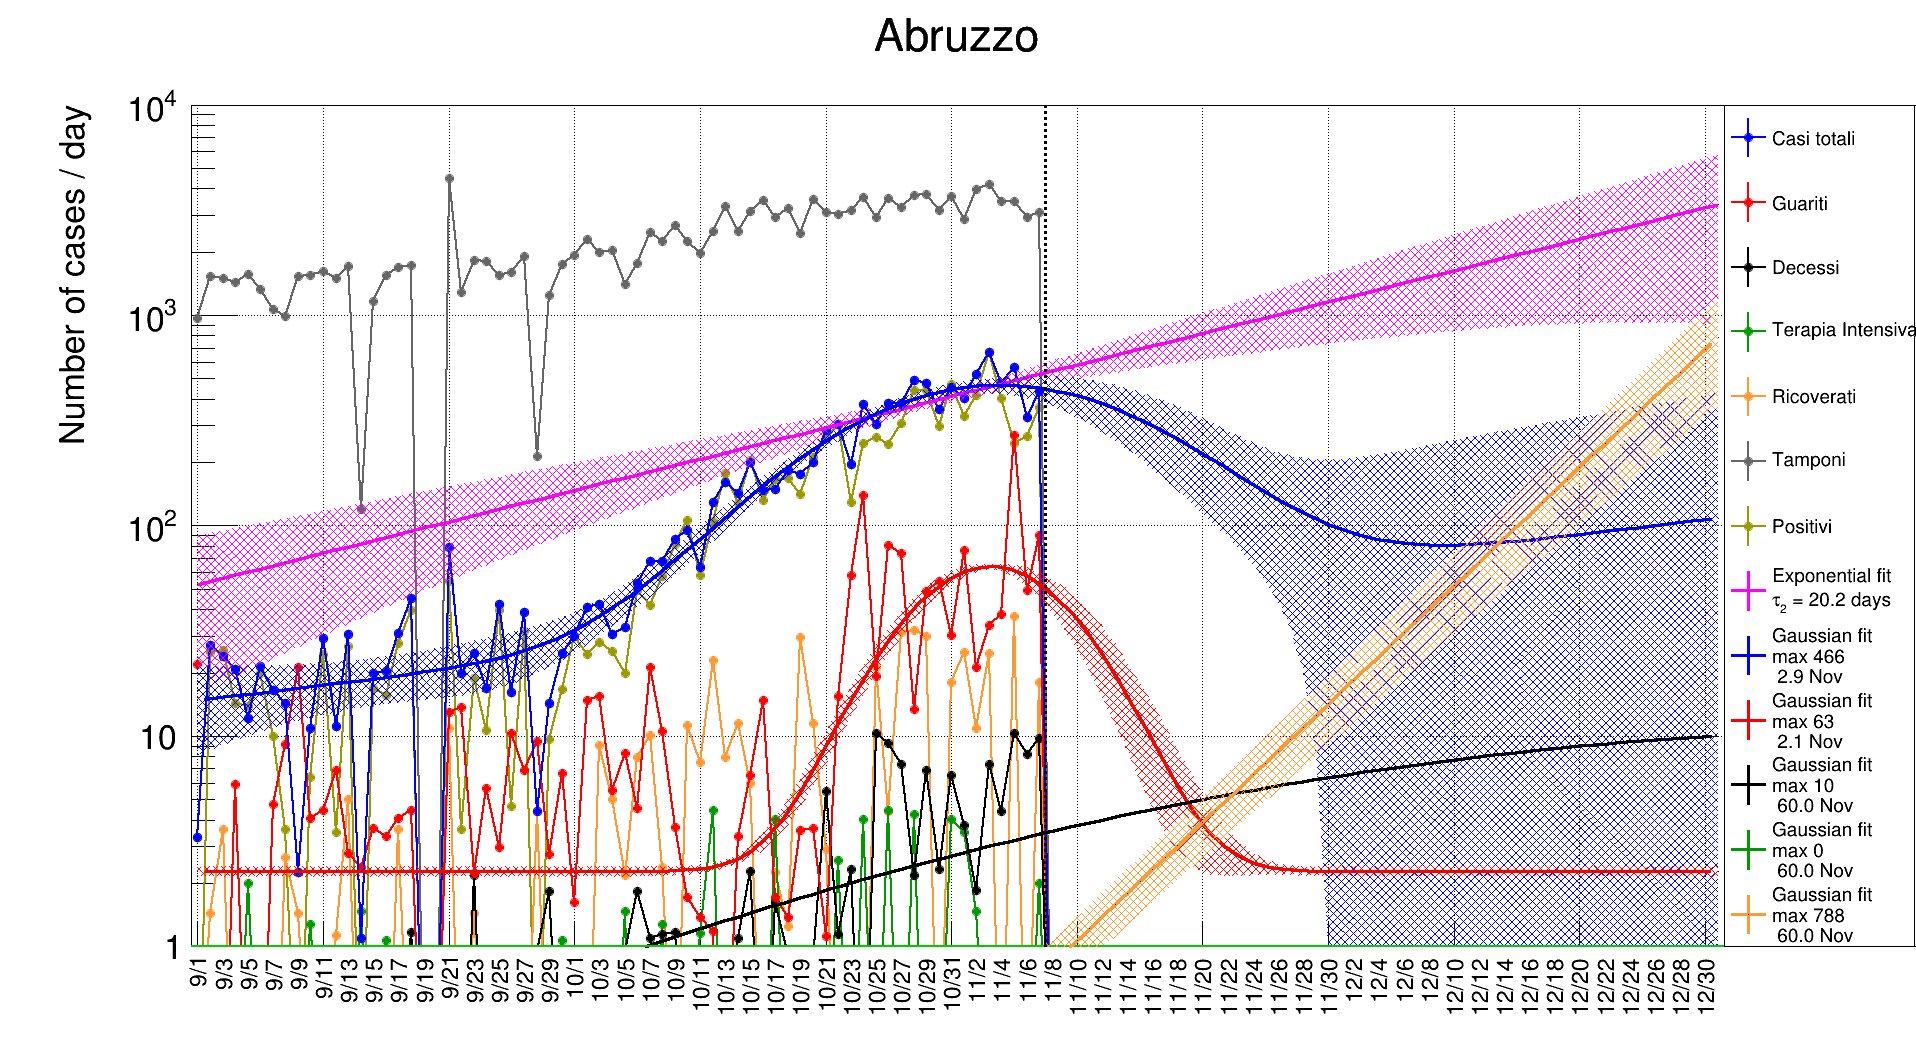 Abruzzo
Number of cases / day
10^4
10^3
10^2
10
1
9/1
9/3
9/5
9/7
9/9
9/11
9/13
9/15
9/17
9/19
9/21
9/23
9/25
9/27
9/29
10/1
10/3
10/5
10/7
10/9
10/11
10/13
10/15
10/17
10/19
10/21
10/23
10/25
10/27
10/29
10/31
11/2
11/4
11/6
11/8
11/10
11/12
11/14
11/16
11/18
11/20
11/22
11/24
11/26
11/28
11/30
12/2
12/4
12/6
12/8
12/10
12/12
12/14
12/16
12/18
12/20
12/22
12/24
12/26
12/28
12/30
Casi totali
Guariti
Decessi
Terapia Intensiva
Ricoverati
Tamponi
Positivi
Exponential fit
τ₂ = 20.2 days
Gaussian fit
max 466
2.9 Nov
Gaussian fit
max 63
2.1 Nov
Gaussian fit
max 10
60.0 Nov
Gaussian fit
max 0
60.0 Nov
Gaussian fit
max 788
60.0 Nov